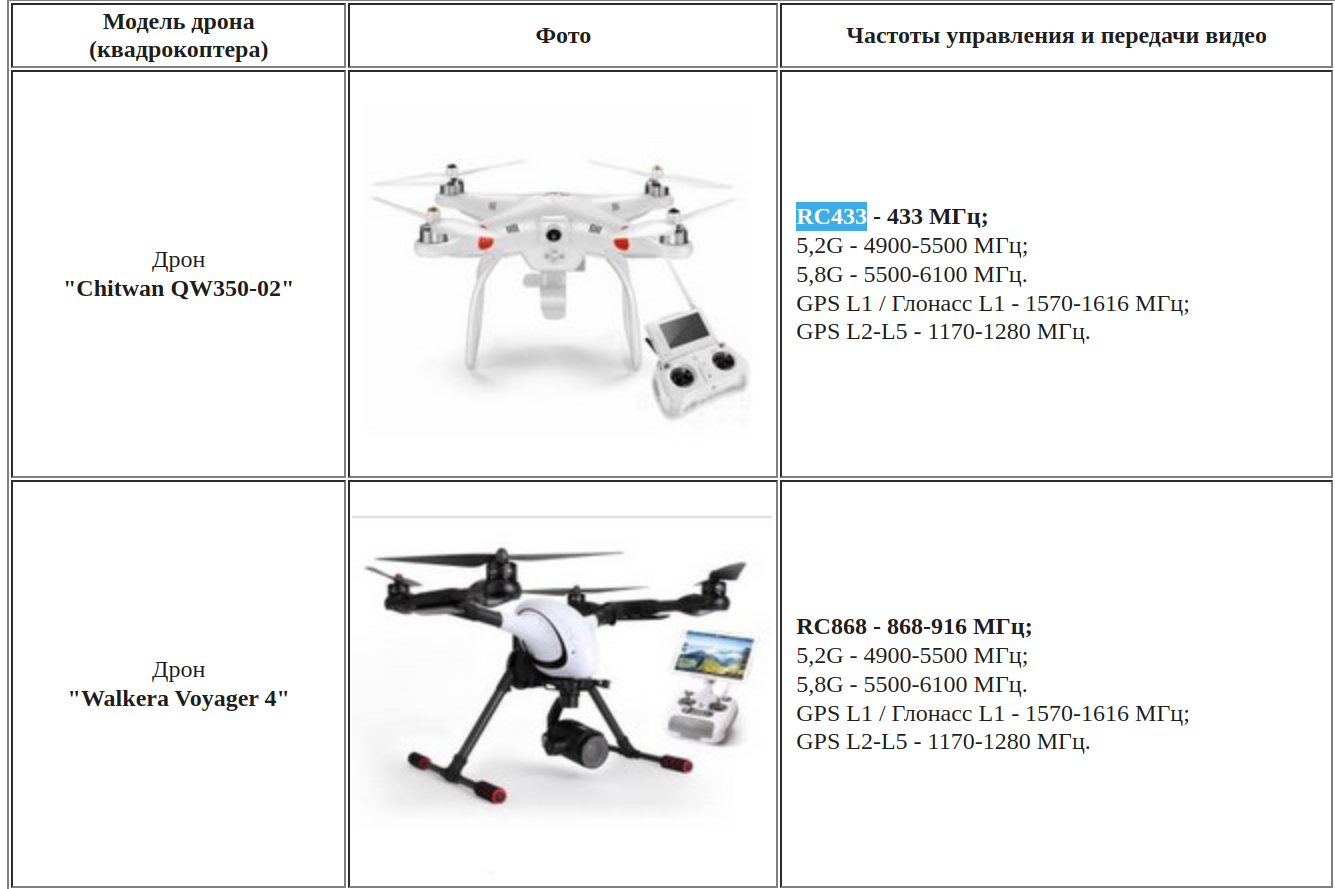 Модель дрона
(квадрокоптера)
Фото
Частоты управления и передачи видео
Дрон
"Chitwan QW350-02"
RC433 - 433 МГц;
5,2G - 4900-5500 МГц;
5,8G - 5500-6100 МГц.
GPS L1 / Глонасс L1 - 1570-1616 МГц;
GPS L2-L5 - 1170-1280 МГц.
Дрон
"Walkera Voyager 4"
RC868 - 868-916 МГц;
5,2G - 4900-5500 МГц;
5,8G - 5500-6100 МГц.
GPS L1 / Глонасс L1 - 1570-1616 МГц;
GPS L2-L5 - 1170-1280 МГц.